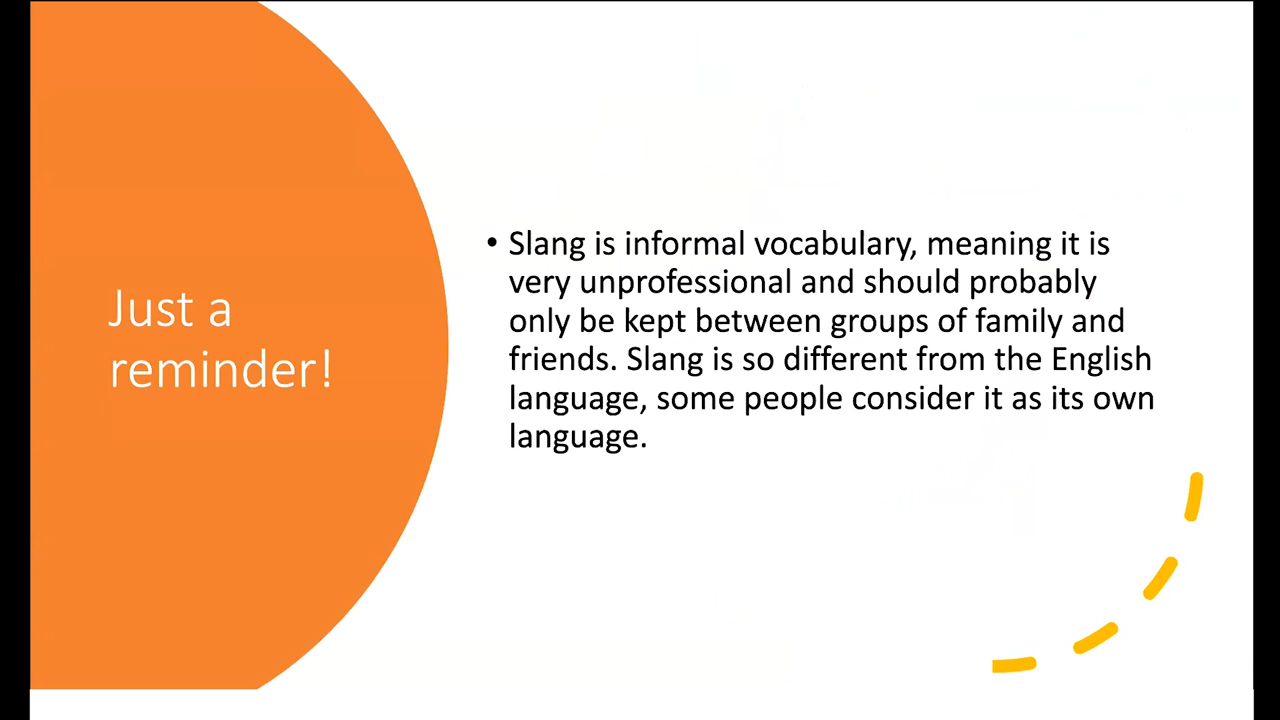 Just a
reminder!
• Slang is informal vocabulary, meaning it is
very unprofessional and should probably
only be kept between groups of family and
friends. Slang is so different from the English
language, some people consider it as its own
language.